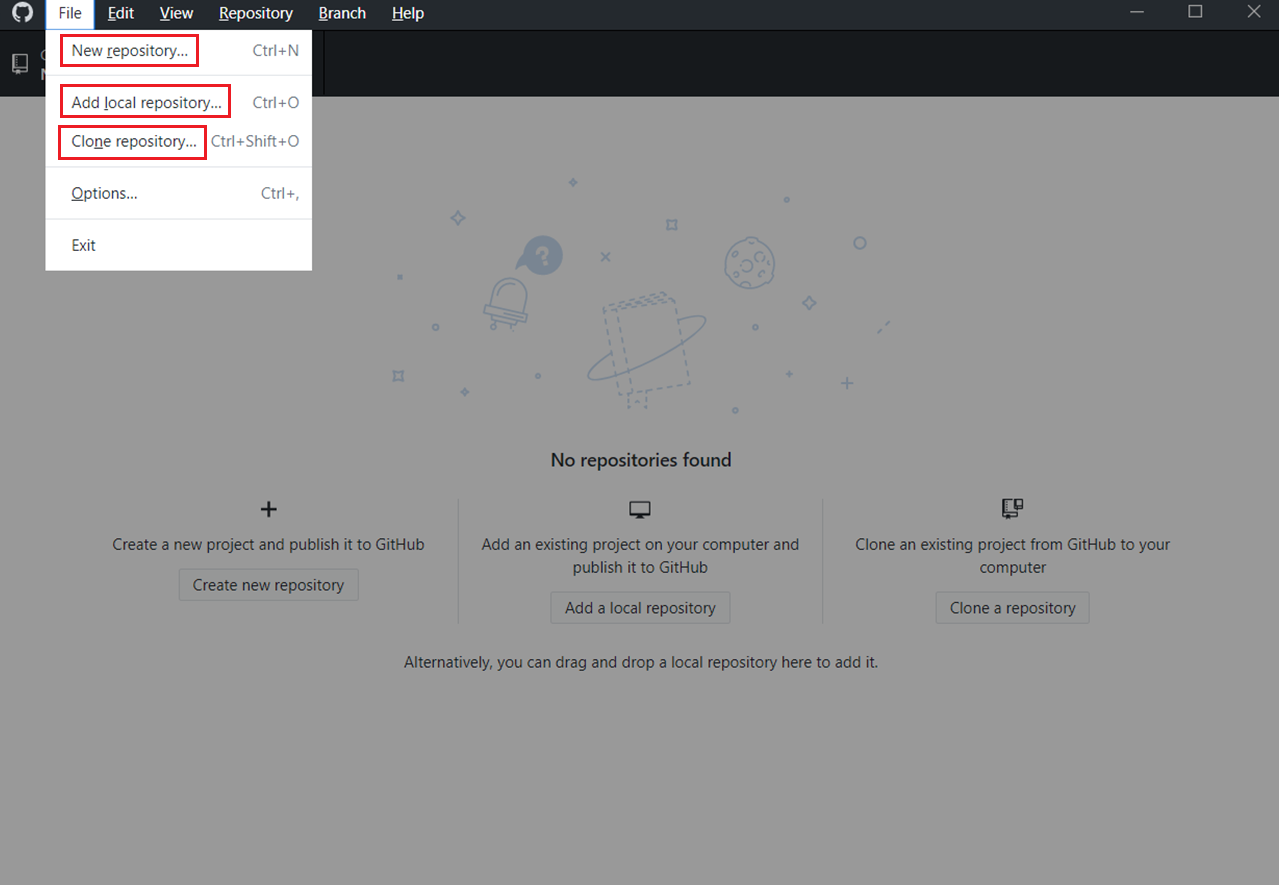 File Edit View Repository Branch Help
New repository... Ctrl+N
Add local repository... Ctrl+O
Clone repository... Ctrl+Shift+O
Options... Ctrl+,
Exit
?
No repositories found
Create a new project and publish it to GitHub
Create new repository
Add an existing project on your computer and
publish it to GitHub
Add a local repository
Clone an existing project from GitHub to your
computer
Clone a repository
Alternatively, you can drag and drop a local repository here to add it.